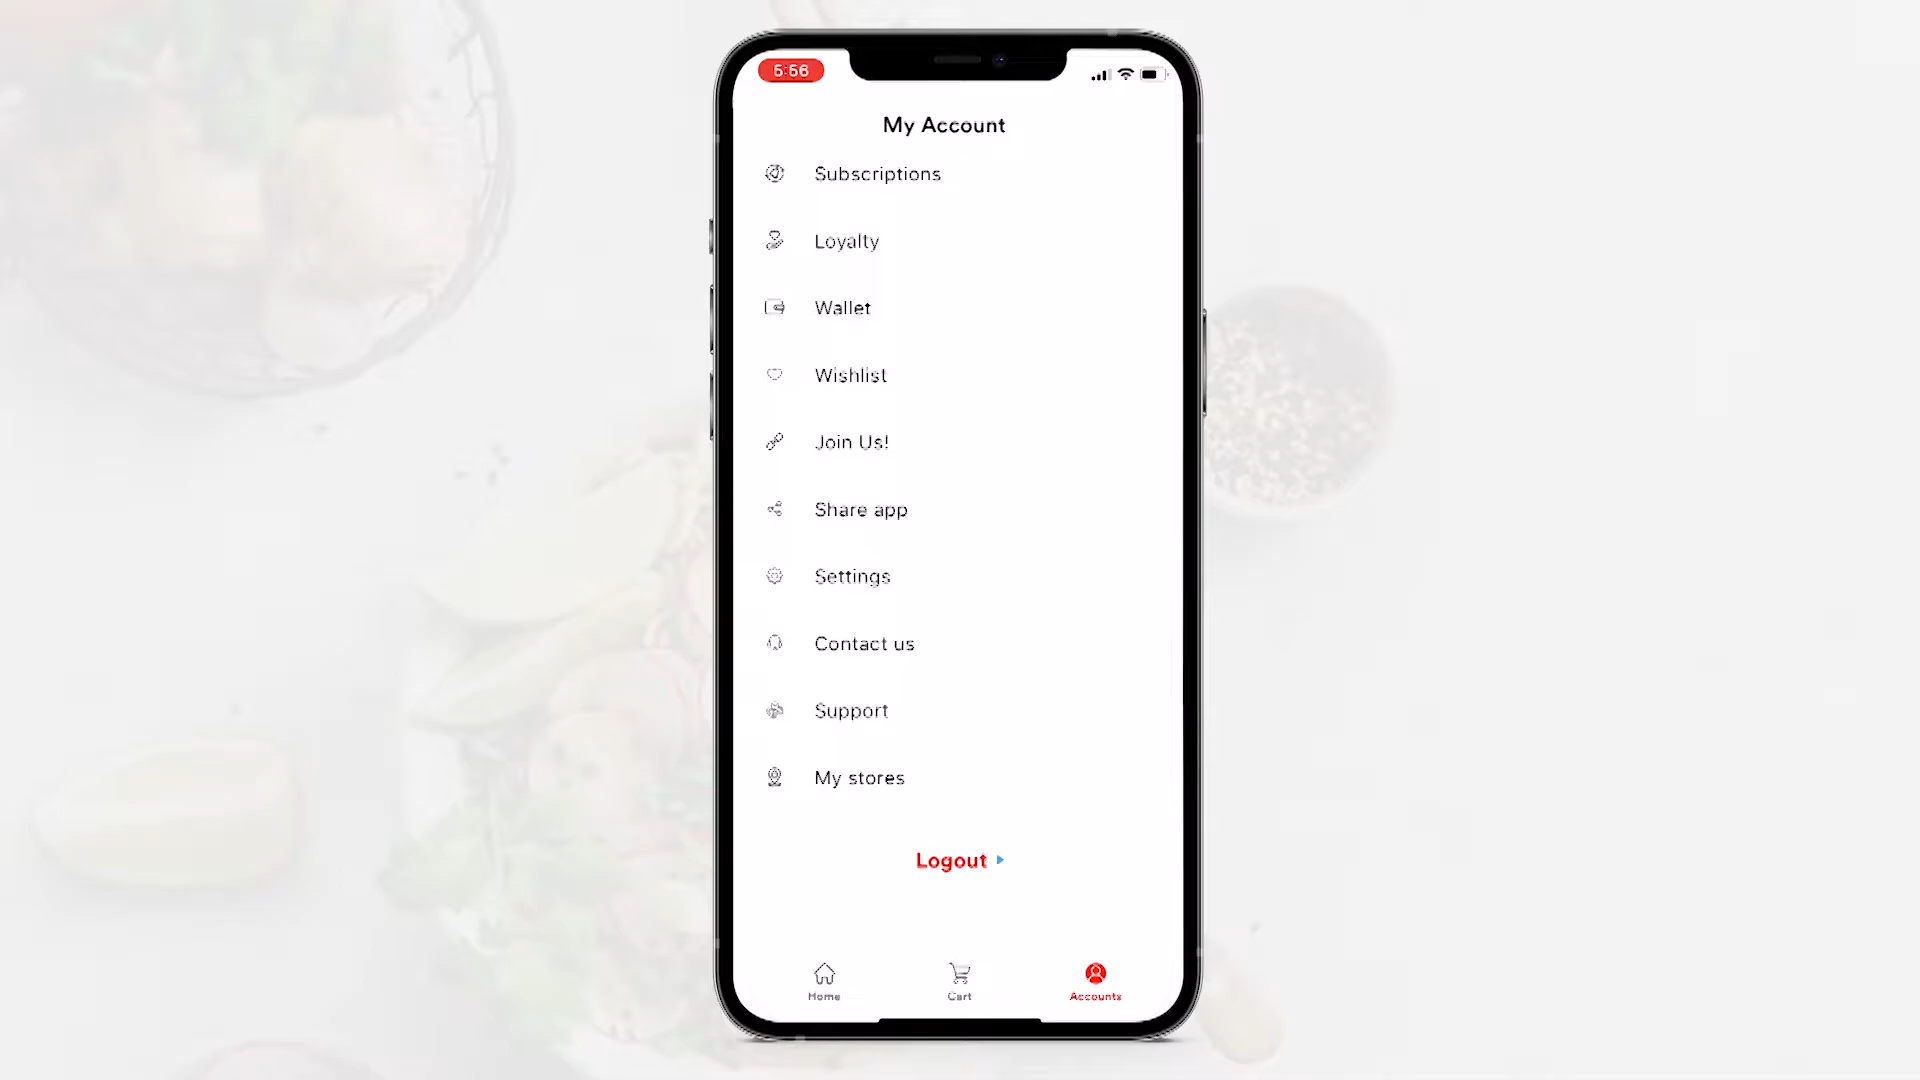 5:56
My Account
Subscriptions
Loyalty
Wallet
Wishlist
Join Us!
Share app
Settings
Contact us
Support
My stores
Logout
Home
Cart
Accounts